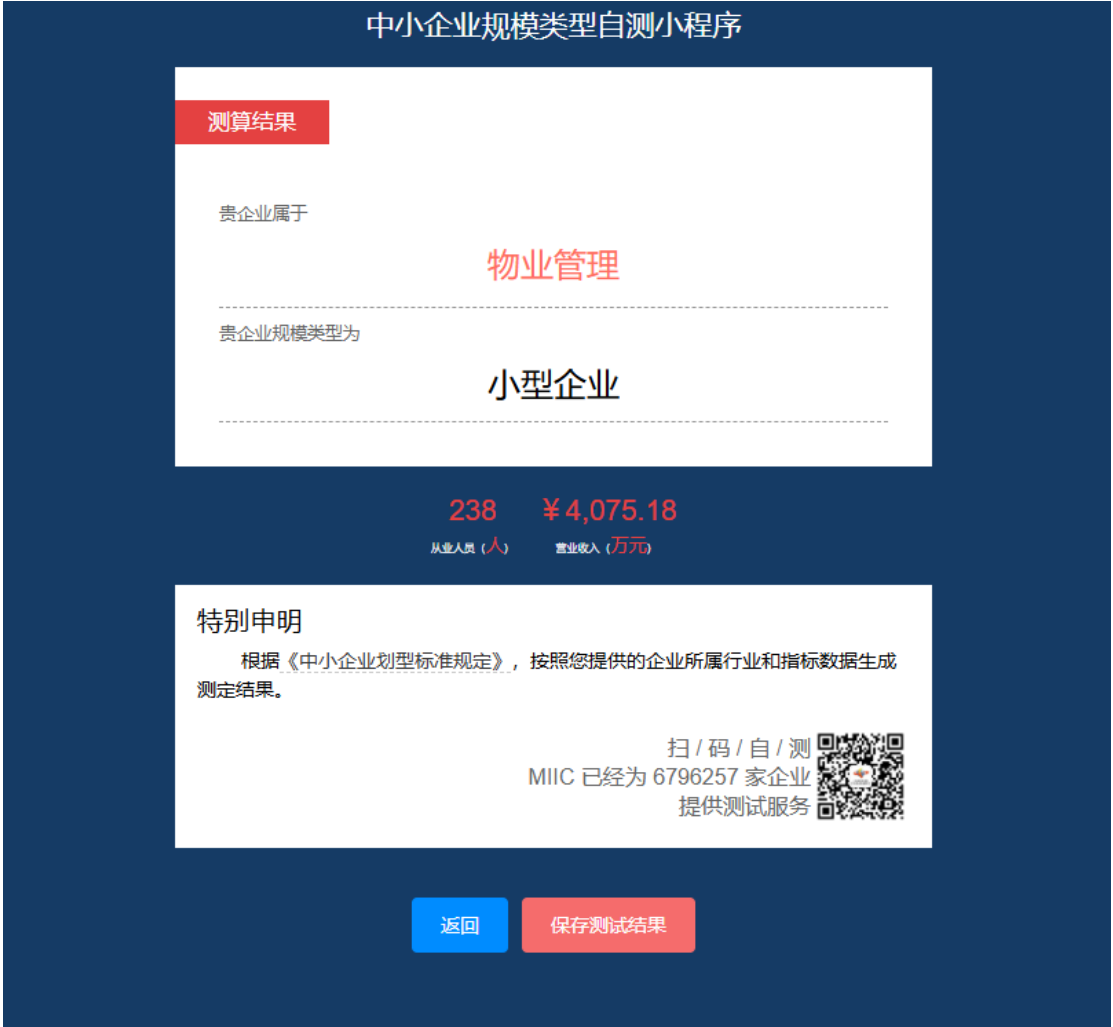 中小企业规模类型自测小程序
测算结果
贵企业属于
物业管理
贵企业规模类型为
小型企业
238 ￥4,075.18
从业人员（人） 营业收入（万元）
特别申明
根据《中小企业划型标准规定》，按照您提供的企业所属行业和指标数据生成
测定结果。
扫 / 码 / 自 / 测
MIIC 已经为 6796257 家企业
提供测试服务
返回 保存测试结果